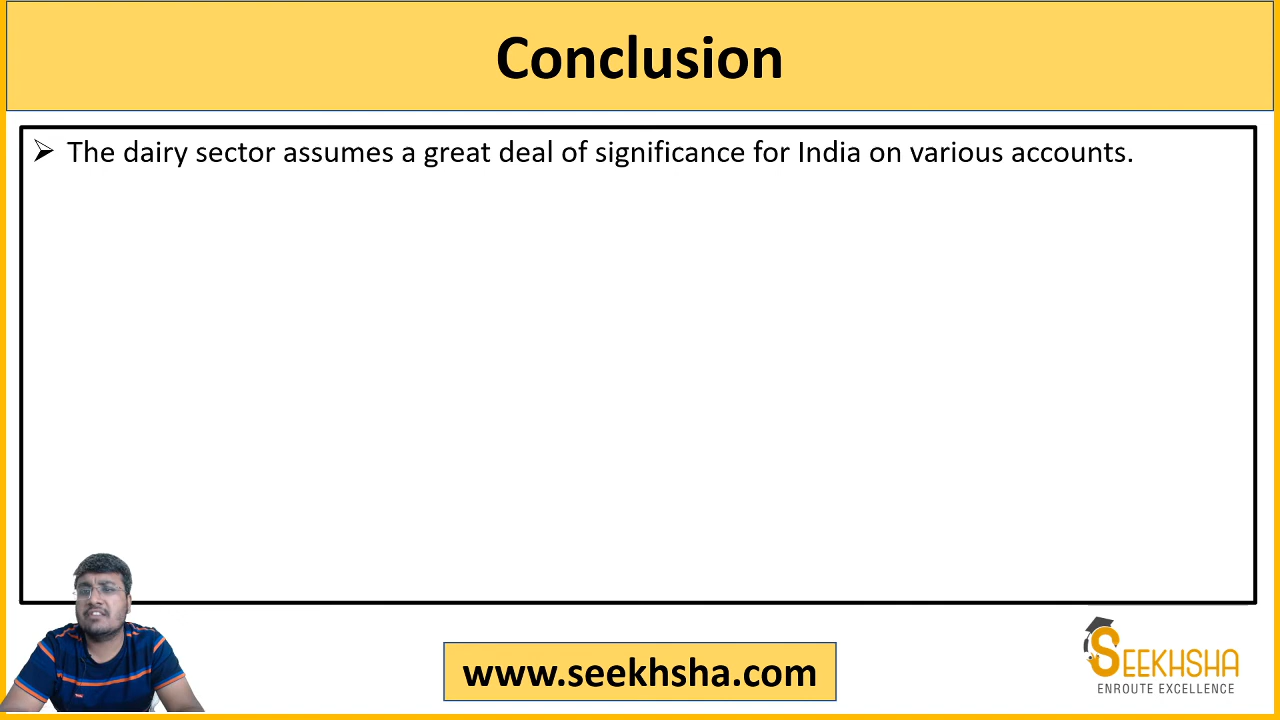 Conclusion
➢ The dairy sector assumes a great deal of significance for India on various accounts.
www.seekhsha.com
SEEKHSHA
ENROUTE EXCELLENCE